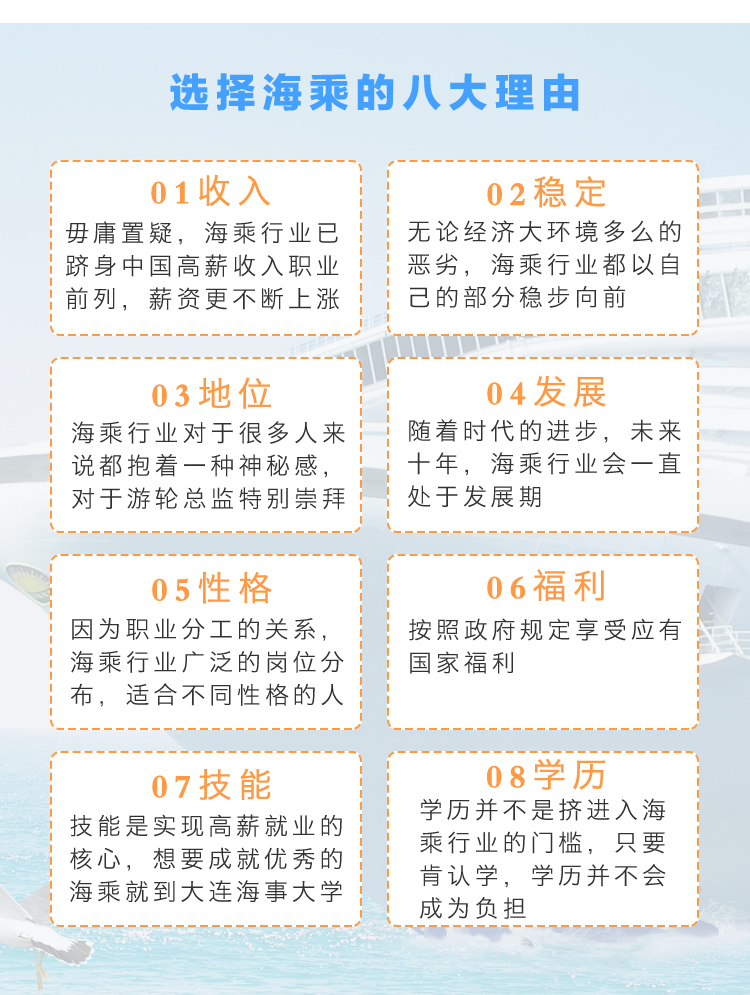 选择海乘的八大理由
01收入
毋庸置疑，海乘行业已
跻身中国高薪收入职业
前列，薪资更不断上涨
02稳定
无论经济大环境多么的
恶劣，海乘行业都以自
己的部分稳步向前
03地位
海乘行业对于很多人来
说都抱着一种神秘感，
对于游轮总监特别崇拜
04发展
随着时代的进步，未来
十年，海乘行业会一直
处于发展期
05性格
因为职业分工的关系，
海乘行业广泛的岗位分
布，适合不同性格的人
06福利
按照政府规定享受应有
国家福利
07技能
技能是实现高薪就业的
核心，想要成就优秀的
海乘就到大连海事大学
08学历
学历并不是挤进入海
乘行业的门槛，只要
肯认学，学历并不会
成为负担